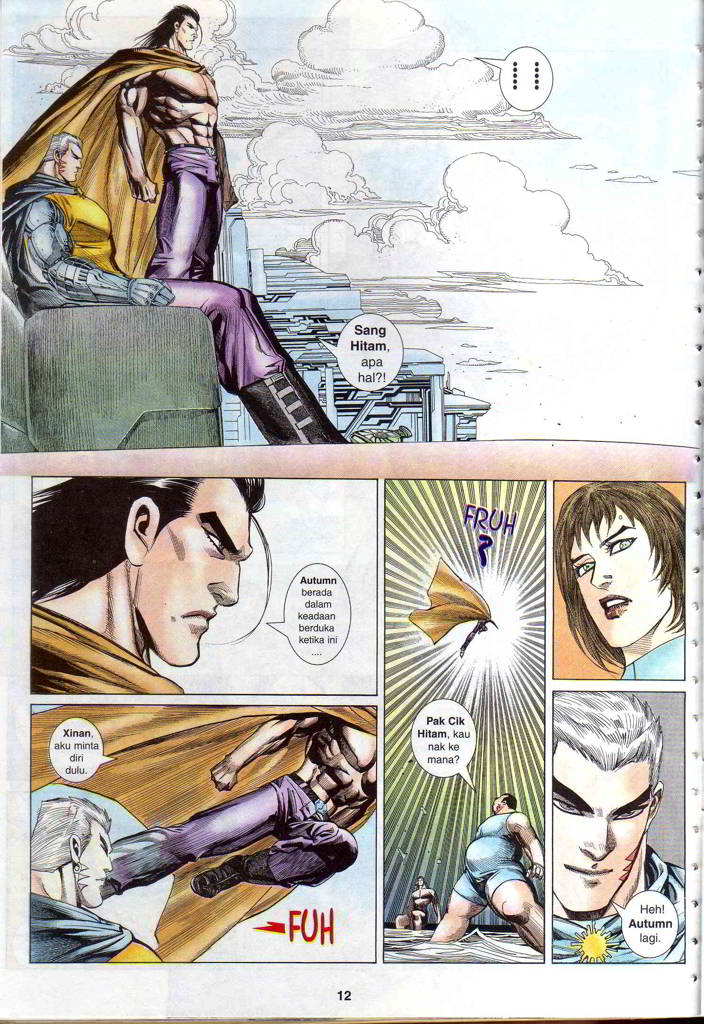 Sang
Hitam,
apa
hal?!
Autumn
berada
dalam
keadaan
berduka
ketika ini
....
Xinan,
aku minta
diri
dulu.
FUH
FRUH
?
Pak Cik
Hitam, kau
nak ke
mana?
Heh!
Autumn
lagi.
12